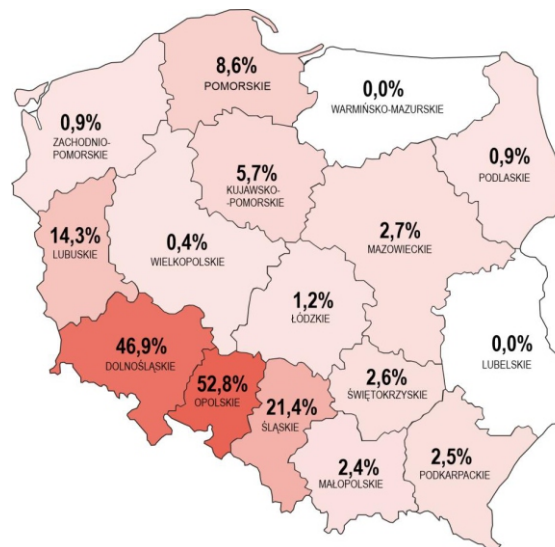 8,6%
POMORSKIE
0,0%
WARMIŃSKO-MAZURSKIE
0,9%
ZACHODNIO-
POMORSKIE
5,7%
KUJAWSKO-
-POMORSKIE
0,9%
PODLASKIE
14,3%
LUBUSKIE
0,4%
WIELKOPOLSKIE
2,7%
MAZOWIECKIE
1,2%
ŁÓDZKIE
46,9%
DOLNOŚLĄSKIE
52,8%
OPOLSKIE
21,4%
ŚLĄSKIE
2,6%
ŚWIĘTOKRZYSKIE
0,0%
LUBELSKIE
2,4%
MAŁOPOLSKIE
2,5%
PODKARPACKIE